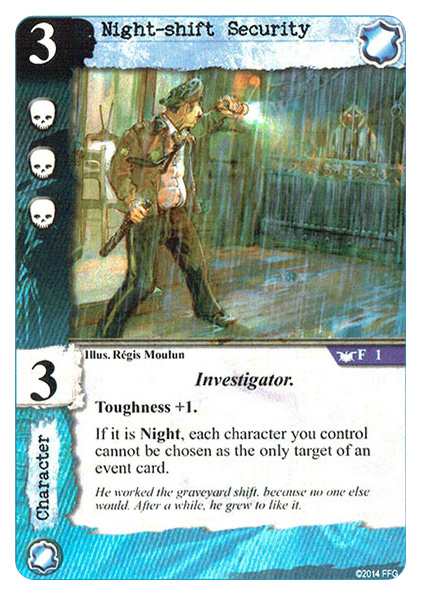 3
Night-shift Security
Illus. Régis Moulun
F 1
3
Investigator.
Toughness +1.
If it is Night, each character you control
cannot be chosen as the only target of an
event card.
He worked the graveyard shift. because no one else
would. After a while, he grew to like it.
Character
©2014 FFG